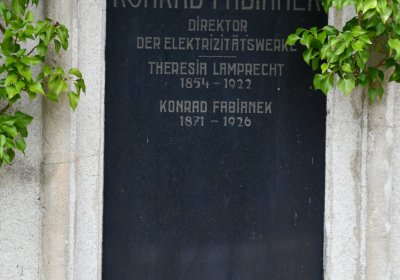 KONRAD FABIANEK
DIREKTOR
DER ELEKTRIZITÄTSWERKE
THERESIA LAMPRECHT
1854 - 1922
KONRAD FABIANEK
1871 - 1926